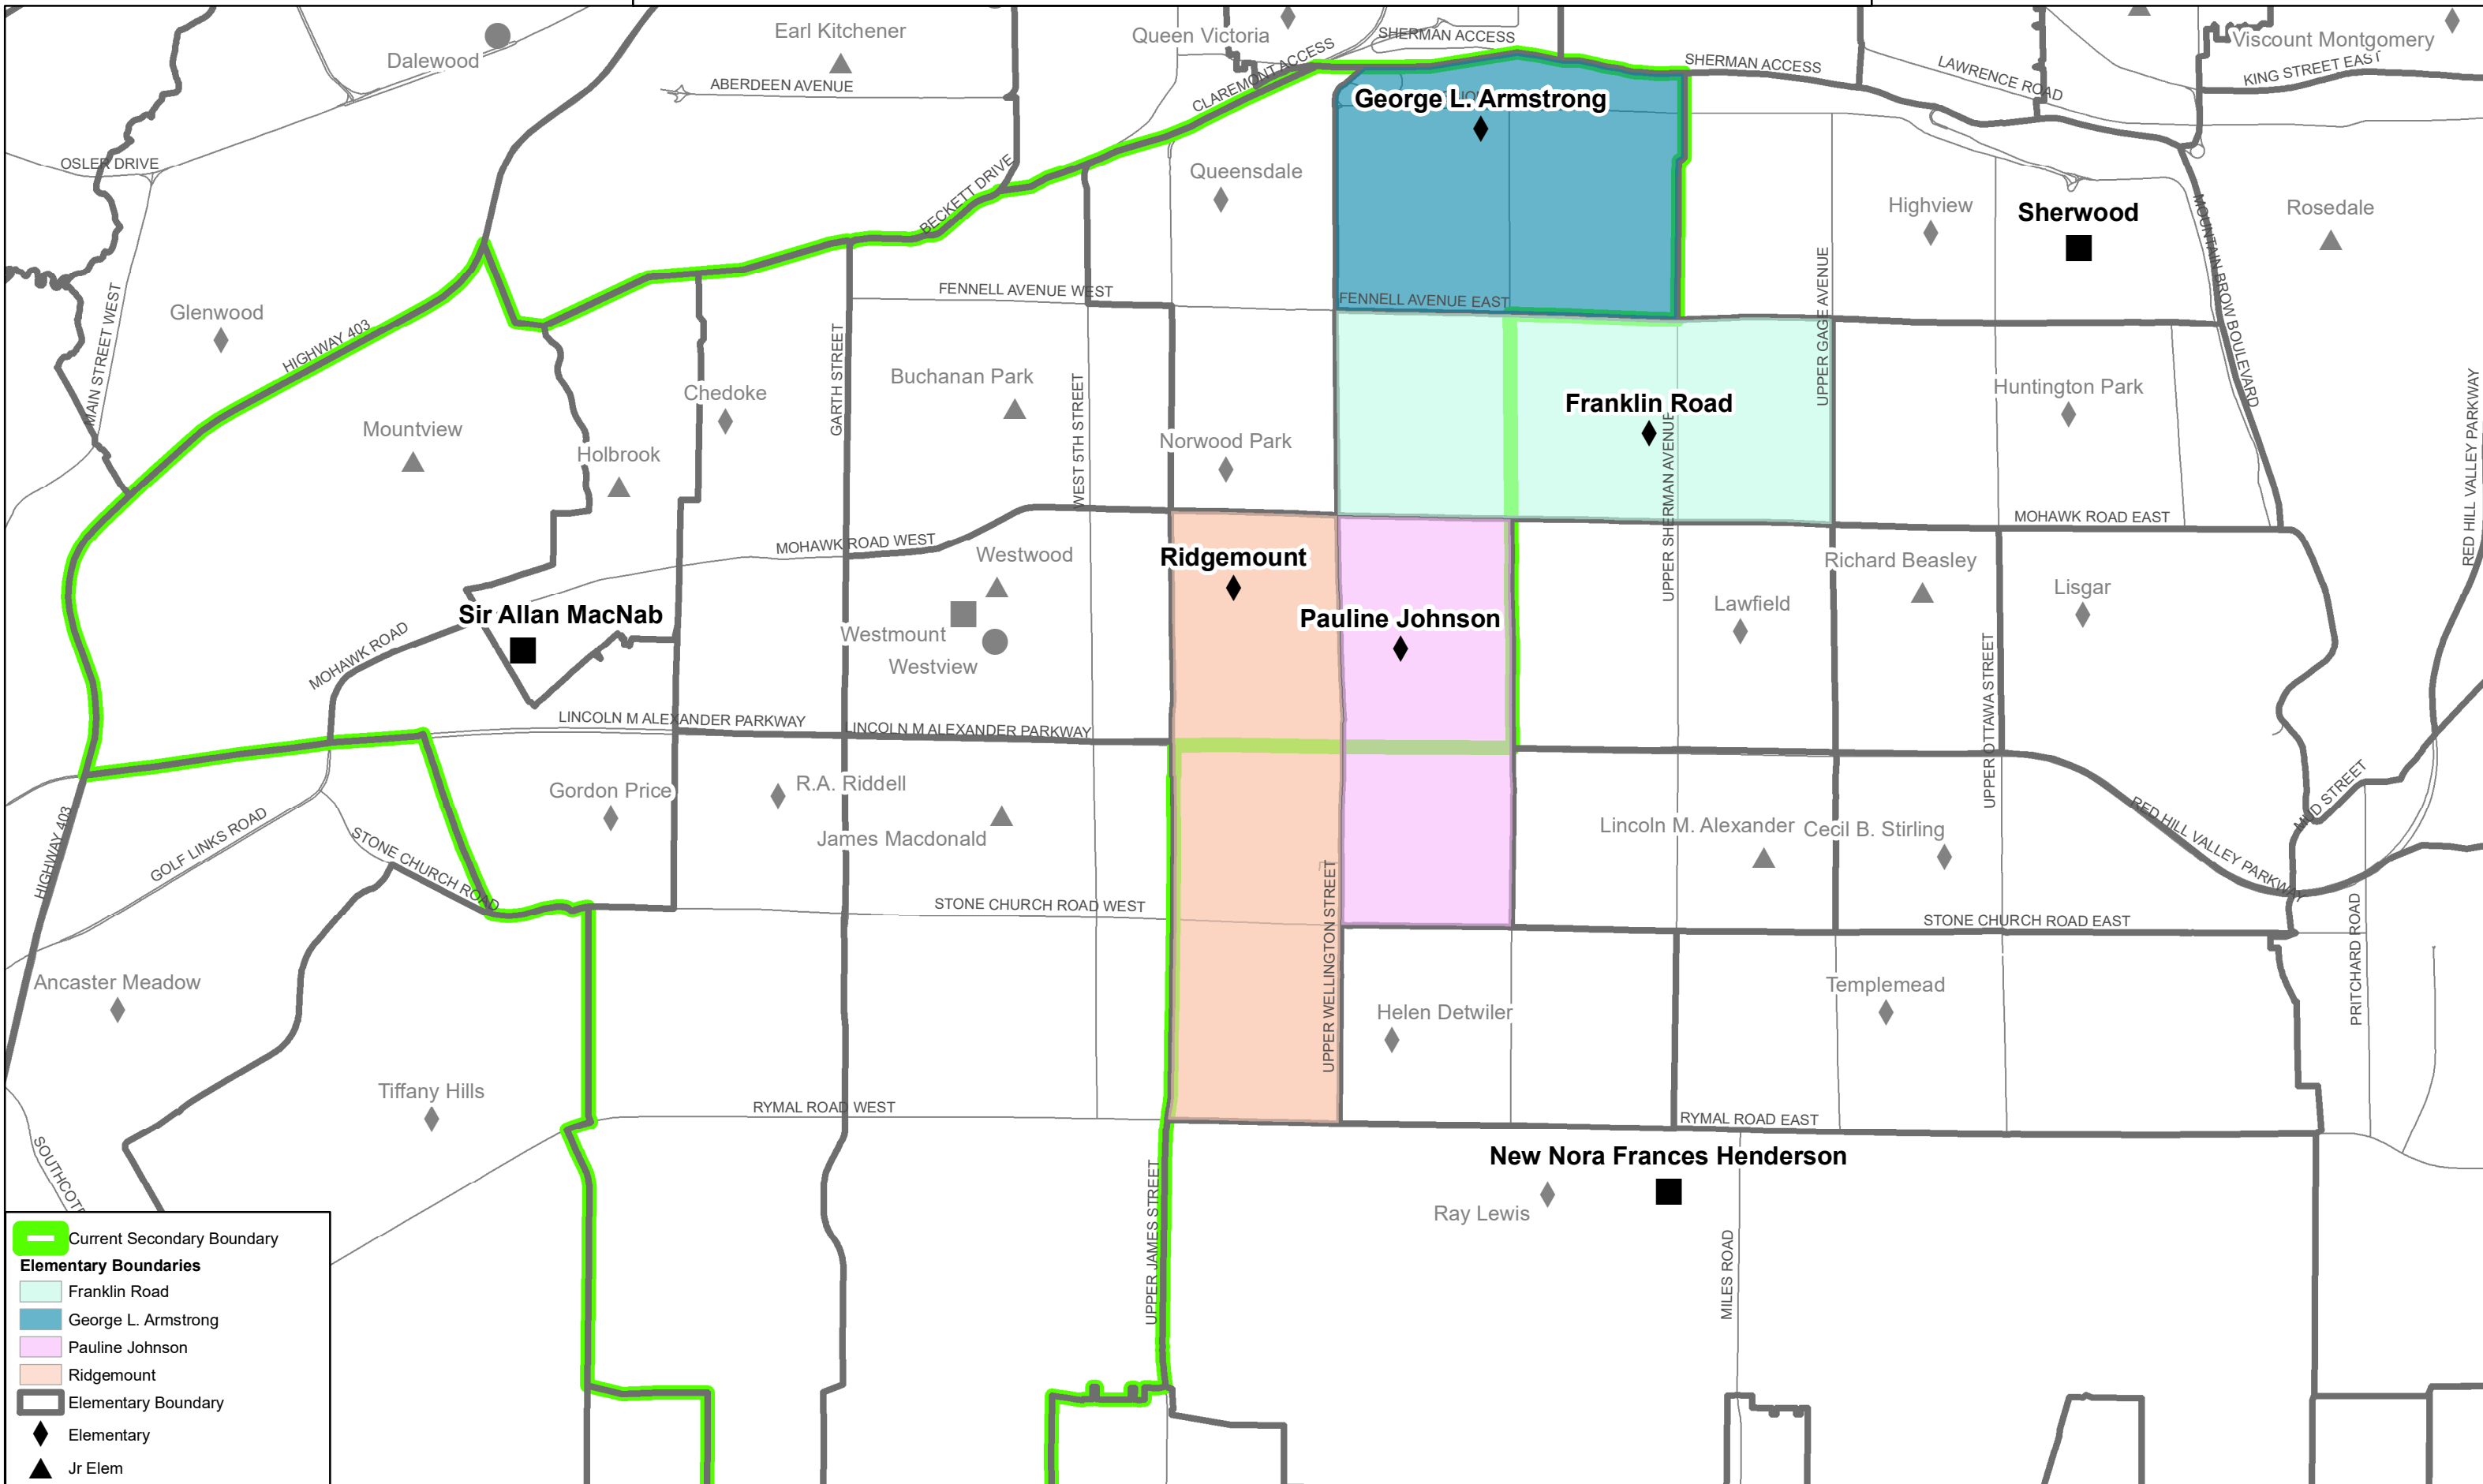 Earl Kitchener
Queen Victoria
SHERMAN ACCESS
Viscount Montgomery
Dalewood
CLAREMONT ACCESS
SHERMAN ACCESS
LAWRENCE ROAD
KING STREET EAST
ABERDEEN AVENUE
George L. Armstrong
OSLER DRIVE
BECKETT DRIVE
Queensdale
Highview
Sherwood
Rosedale
MOUNTAIN BROW BOULEVARD
FENNELL AVENUE WEST
FENNELL AVENUE EAST
UPPER GAGE AVENUE
Glenwood
MAIN STREET WEST
HIGHWAY 403
GARTH STREET
Buchanan Park
Chedoke
WEST 5TH STREET
Franklin Road
Huntington Park
RED HILL VALLEY PARKWAY
Mountview
Holbrook
Norwood Park
UPPER SHERMAN AVENUE
MOHAWK ROAD EAST
MOHAWK ROAD WEST
Westwood
Ridgemount
Richard Beasley
Lisgar
Sir Allan MacNab
Pauline Johnson
Lawfield
Westmount
Westview
MOHAWK ROAD
UPPER OTTAWA STREET
LINCOLN M ALEXANDER PARKWAY
LINCOLN M ALEXANDER PARKWAY
Gordon Price
R.A. Riddell
James Macdonald
Lincoln M. Alexander
Cecil B. Stirling
MUD STREET
RED HILL VALLEY PARKWAY
HIGHWAY 403
GOLF LINKS ROAD
STONE CHURCH ROAD
STONE CHURCH ROAD WEST
UPPER WELLINGTON STREET
STONE CHURCH ROAD EAST
PRITCHARD ROAD
Ancaster Meadow
Helen Detwiler
Templemead
Tiffany Hills
RYMAL ROAD WEST
RYMAL ROAD EAST
New Nora Frances Henderson
Ray Lewis
UPPER JAMES STREET
MILES ROAD
Current Secondary Boundary
Elementary Boundaries
Franklin Road
George L. Armstrong
Pauline Johnson
Ridgemount
Elementary Boundary
Elementary
Jr Elem